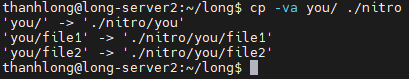 thanhlong@long-server2:~/long$ cp -va you/ ./nitro
'you/' -> './nitro/you'
'you/file1' -> './nitro/you/file1'
'you/file2' -> './nitro/you/file2'
thanhlong@long-server2:~/long$